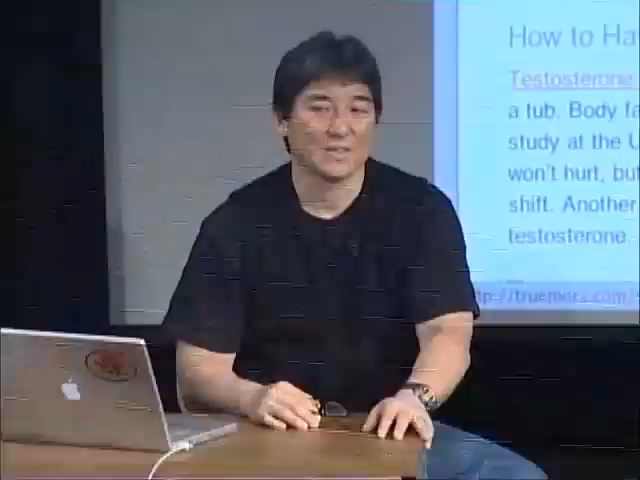 How to Ha
Testosterone
a tub. Body fa
study at the U
won't hurt, but
shift. Another
testosterone
http://truemors.com/